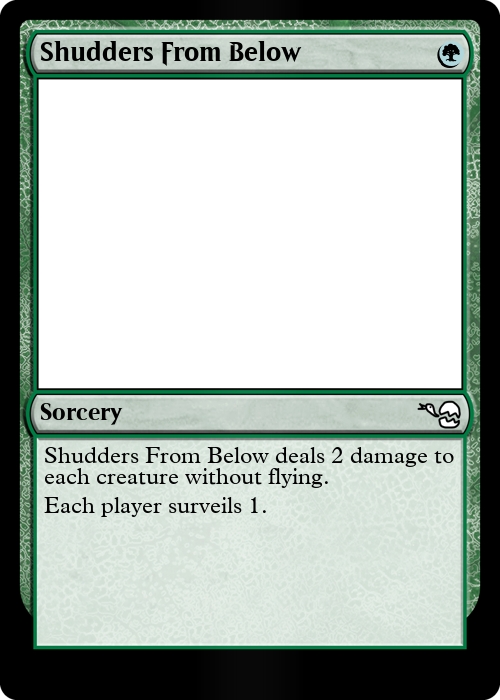 Shudders From Below
Sorcery
Shudders From Below deals 2 damage to
each creature without flying.
Each player surveils 1.